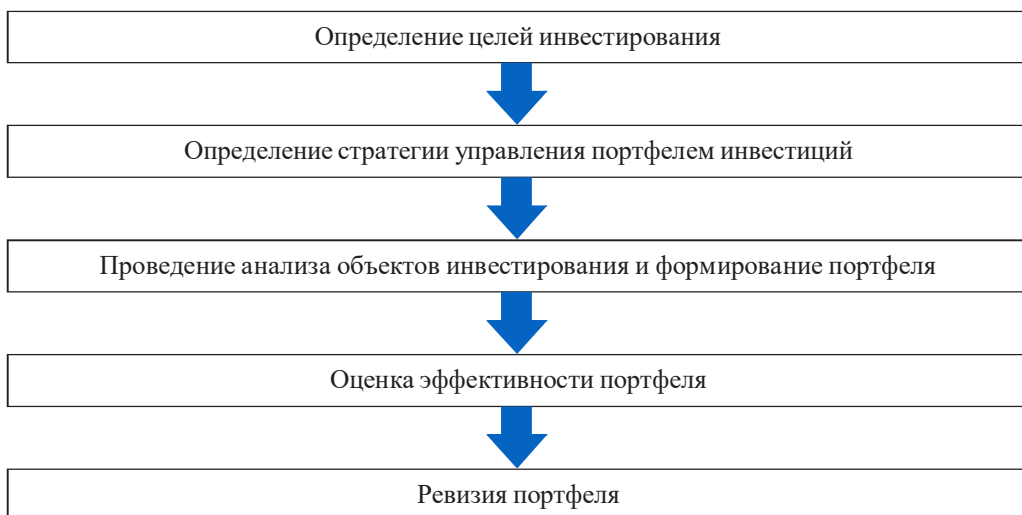 Определение целей инвестирования
Определение стратегии управления портфелем инвестиций
Проведение анализа объектов инвестирования и формирование портфеля
Оценка эффективности портфеля
Ревизия портфеля